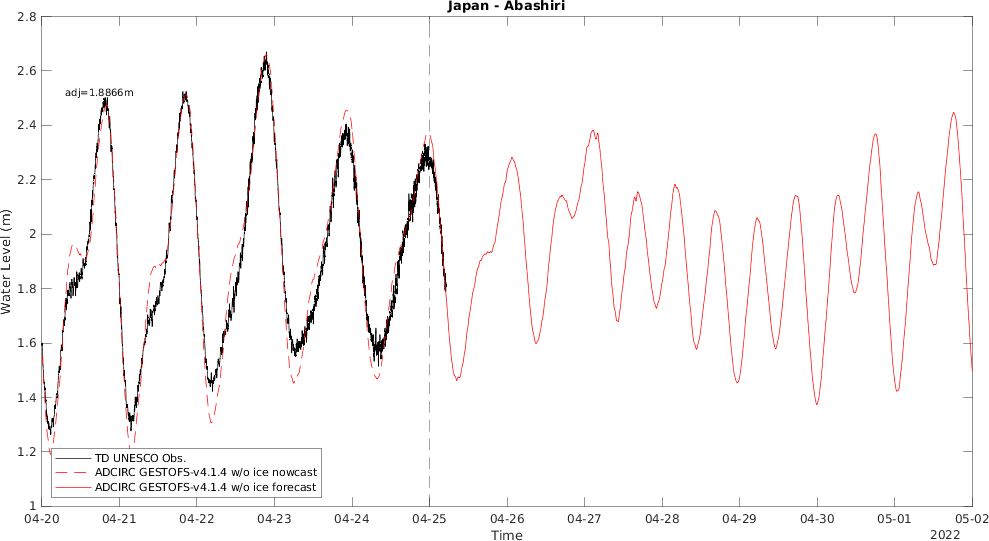 Japan - Abashiri
2.8
2.6
2.4
2.2
2
1.8
1.6
1.4
1.2
1
Water Level (m)
adj=1.8866m
TD UNESCO Obs.
ADCIRC GESTOFS-v4.1.4 w/o ice nowcast
ADCIRC GESTOFS-v4.1.4 w/o ice forecast
04-20 04-21 04-22 04-23 04-24 04-25 04-26 04-27 04-28 04-29 04-30 05-01 05-02
Time
2022